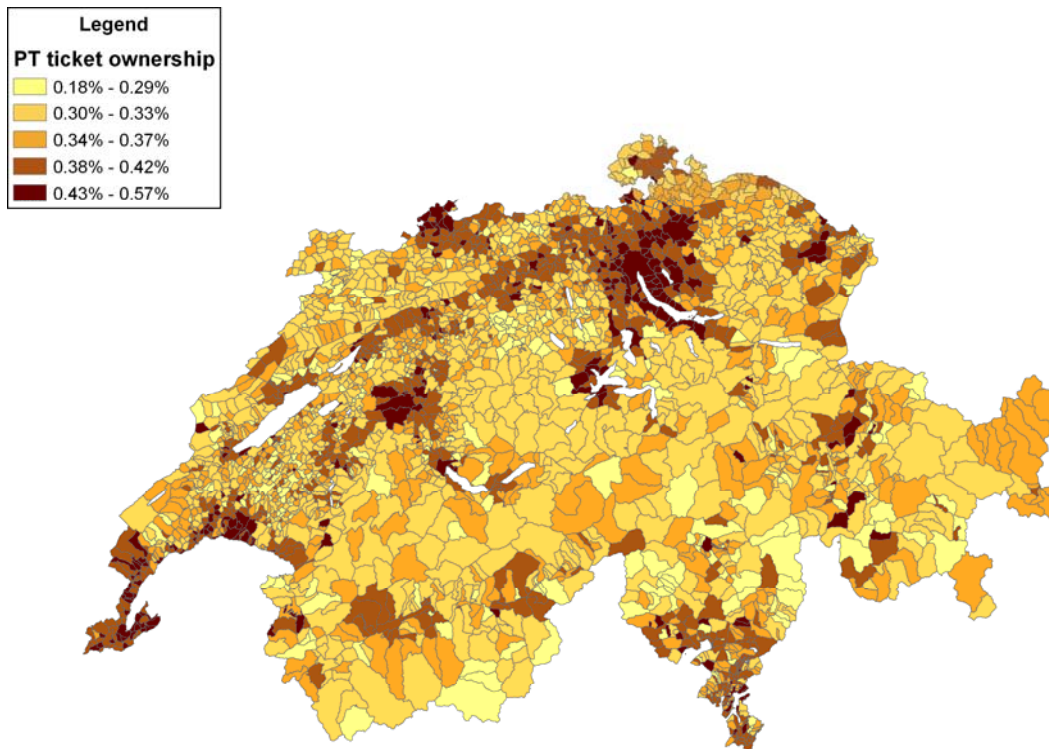 Legend
PT ticket ownership
0.18% - 0.29%
0.30% - 0.33%
0.34% - 0.37%
0.38% - 0.42%
0.43% - 0.57%